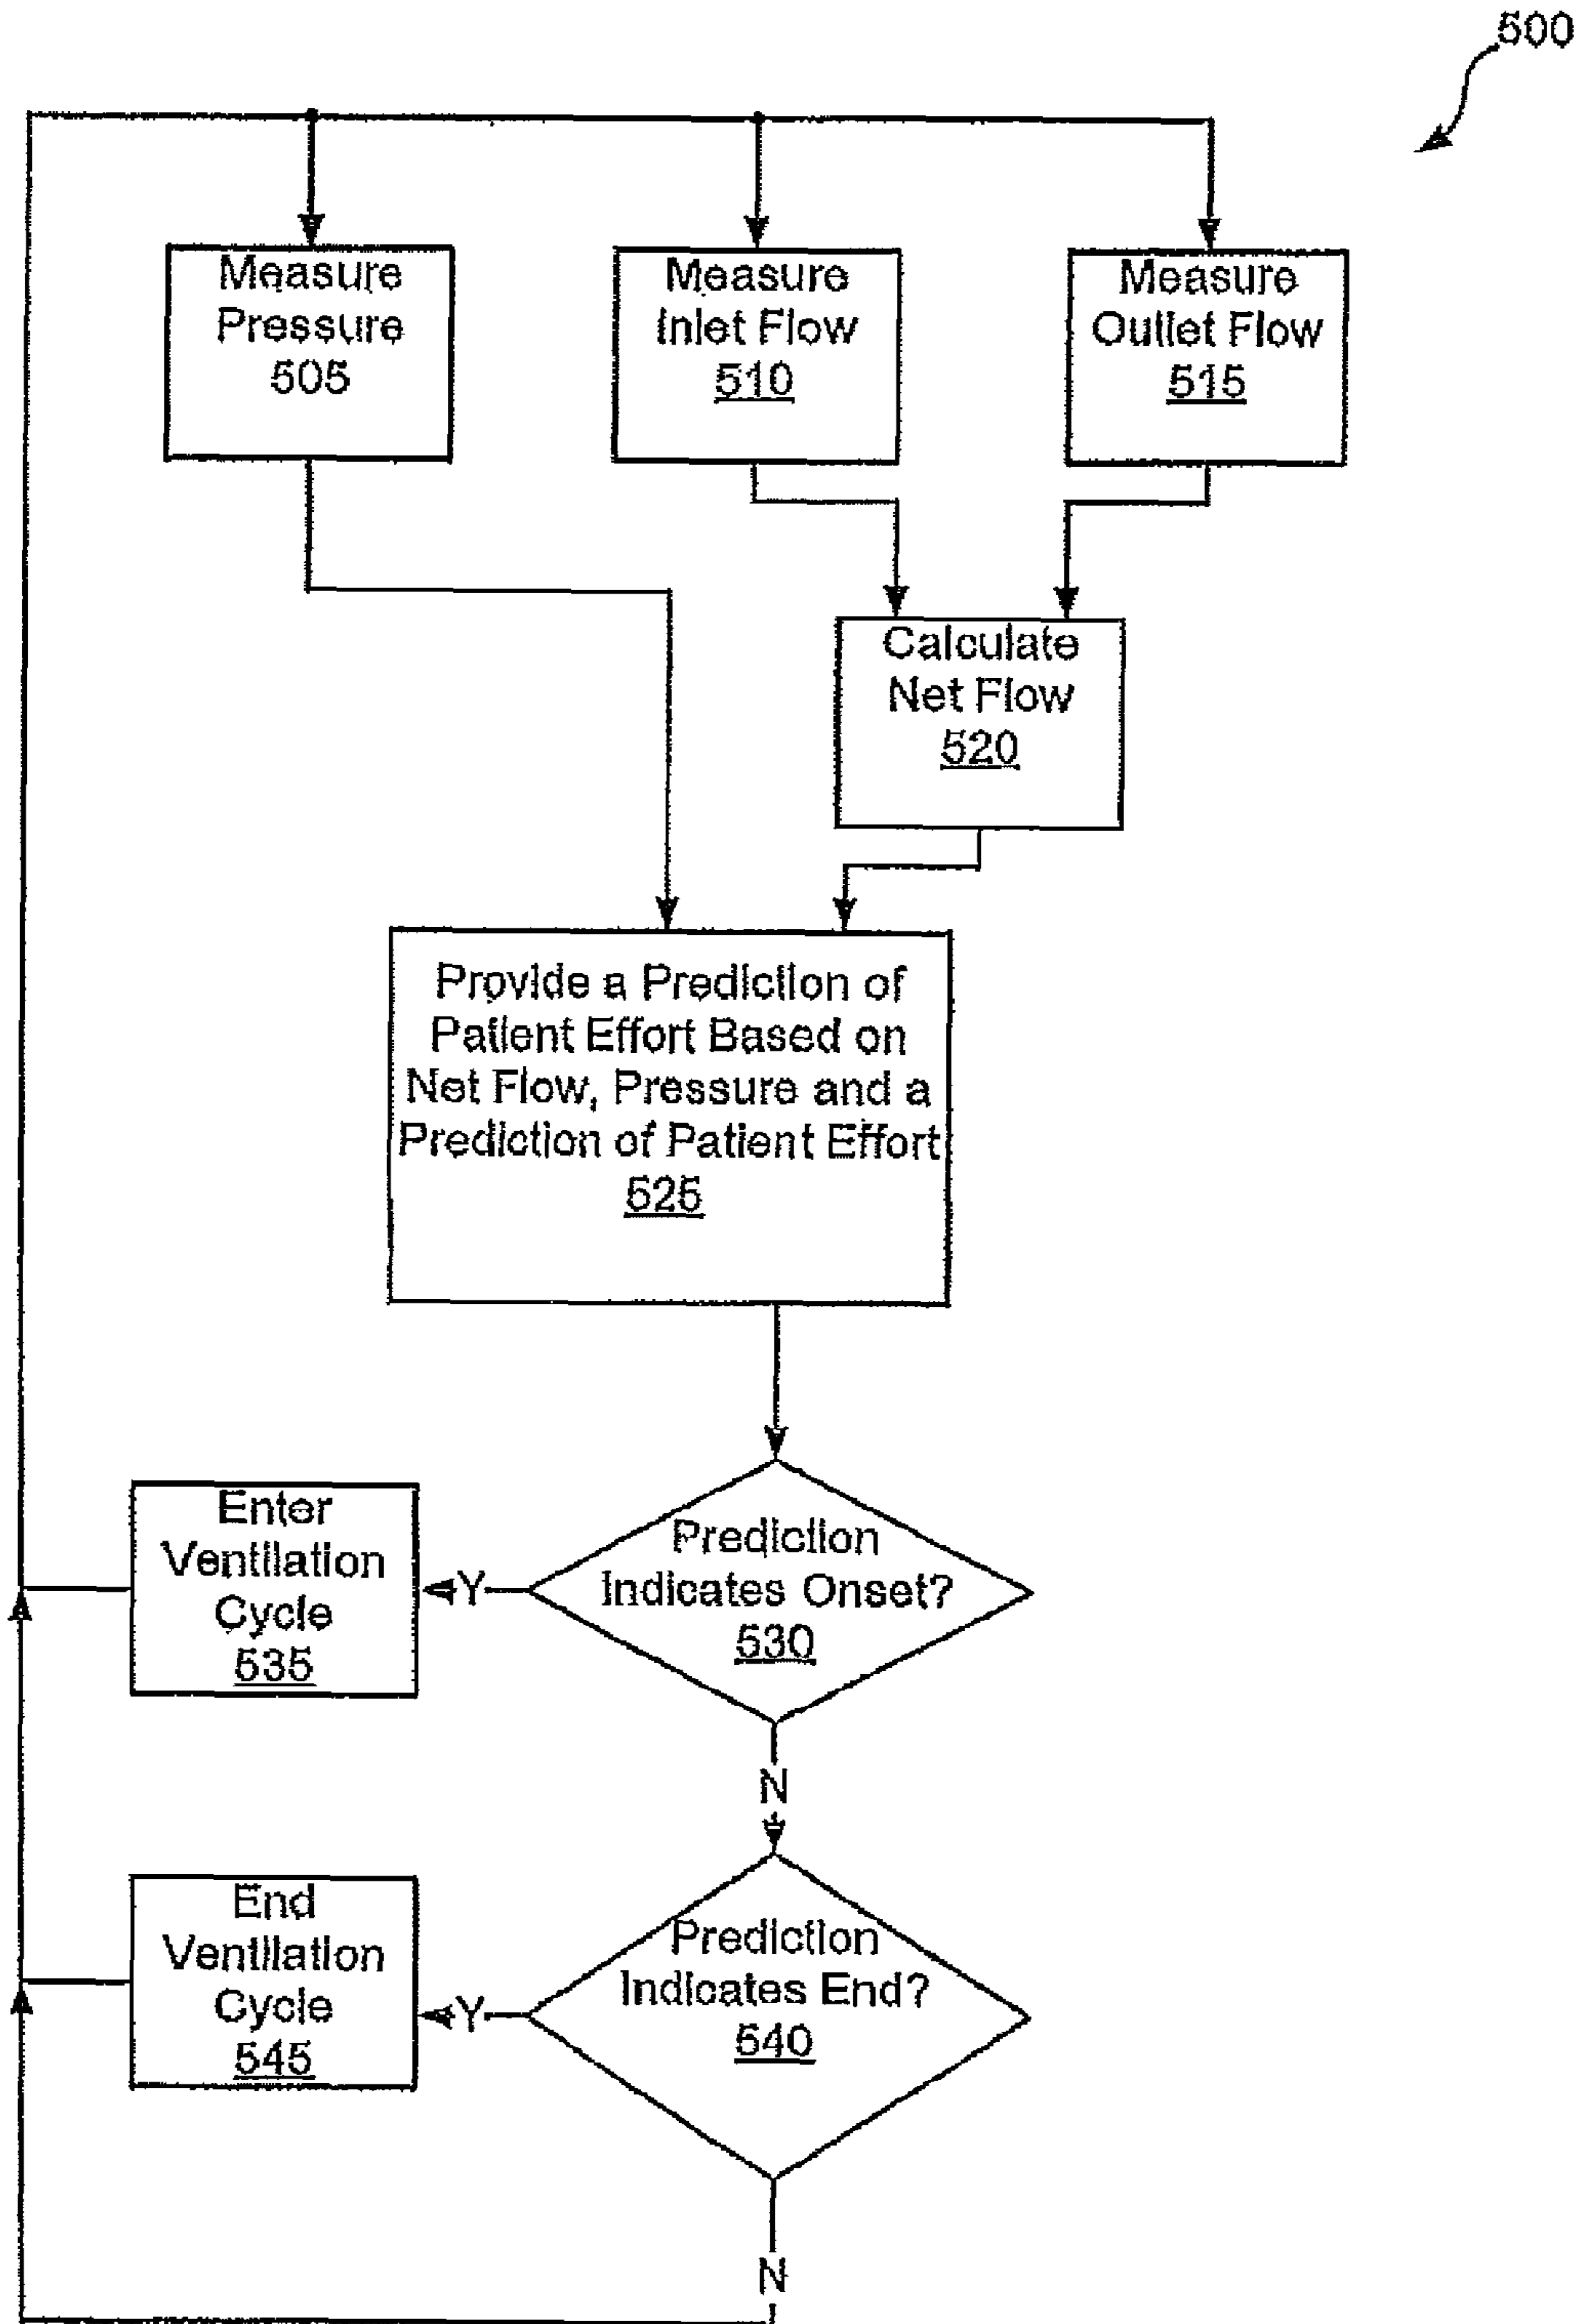 500
Measure
Pressure
505
Measure
Inlet Flow
510
Measure
Outlet Flow
515
Calculate
Net Flow
520
Provide a Prediction of
Patient Effort Based on
Net Flow, Pressure and a
Prediction of Patient Effort
525
Prediction
Indicates Onset?
530
Y
Enter
Ventilation
Cycle
535
N
Prediction
Indicates End?
540
Y
End
Ventilation
Cycle
545
N